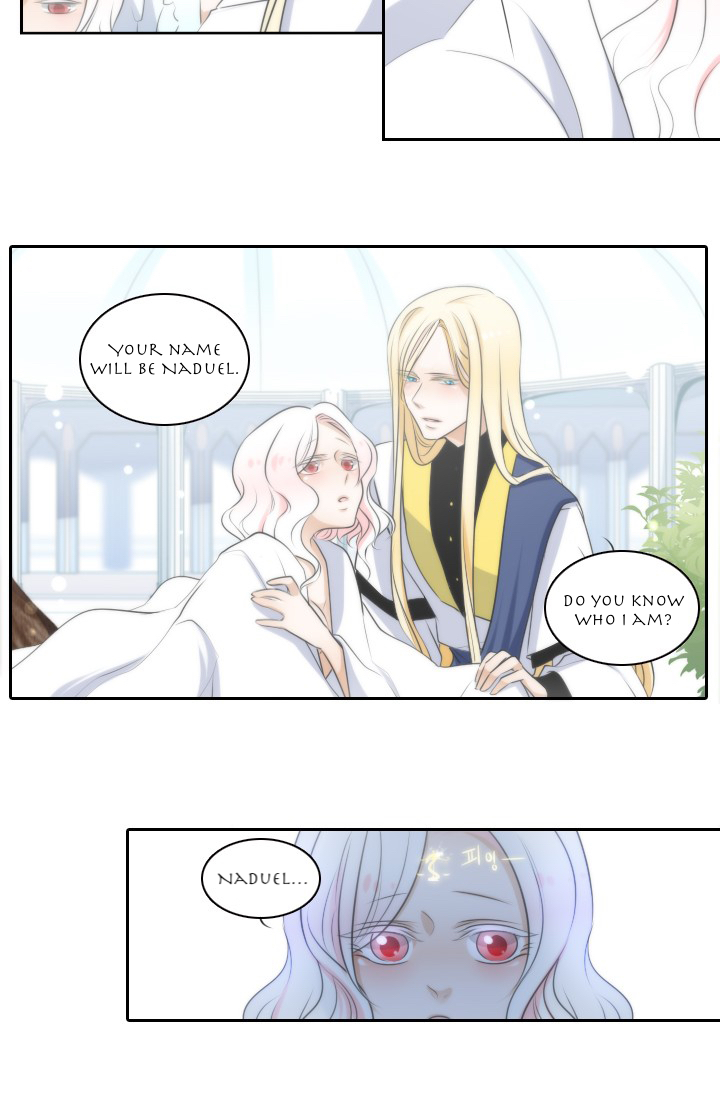 YOUR NAME
WILL BE NADUEL.
DO YOU KNOW
WHO I AM?
NADUEL...
피잉—